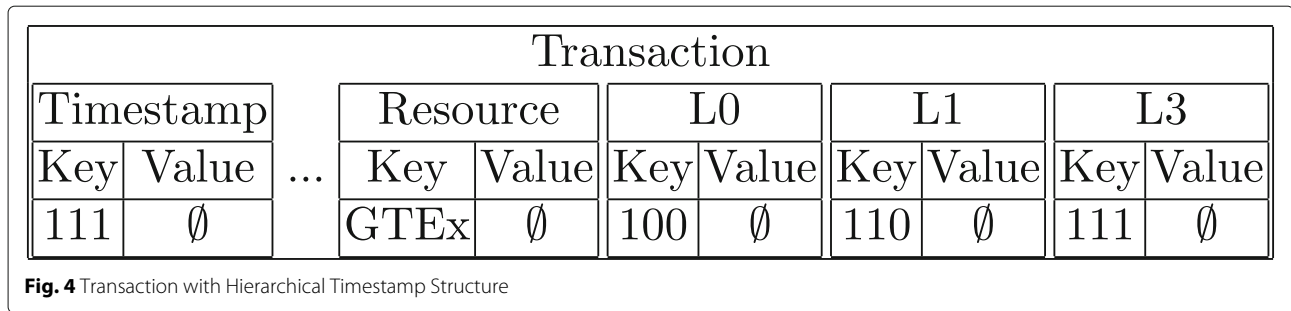 Transaction
Timestamp Resource L0 L1 L3
Key Value ... Key Value Key Value Key Value Key Value
111 ∅ GTEx ∅ 100 ∅ 110 ∅ 111 ∅
Fig. 4 Transaction with Hierarchical Timestamp Structure